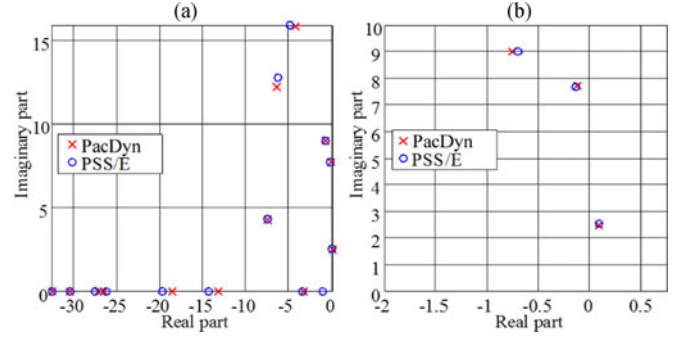 (a)
15
10
5
0
Imaginary part
PacDyn
PSS/E
-30 -25 -20 -15 -10 -5 0
Real part
(b)
10
9
8
7
6
5
4
3
2
1
0
Imaginary part
PacDyn
PSS/E
-2 -1.5 -1 -0.5 0 0.5
Real part